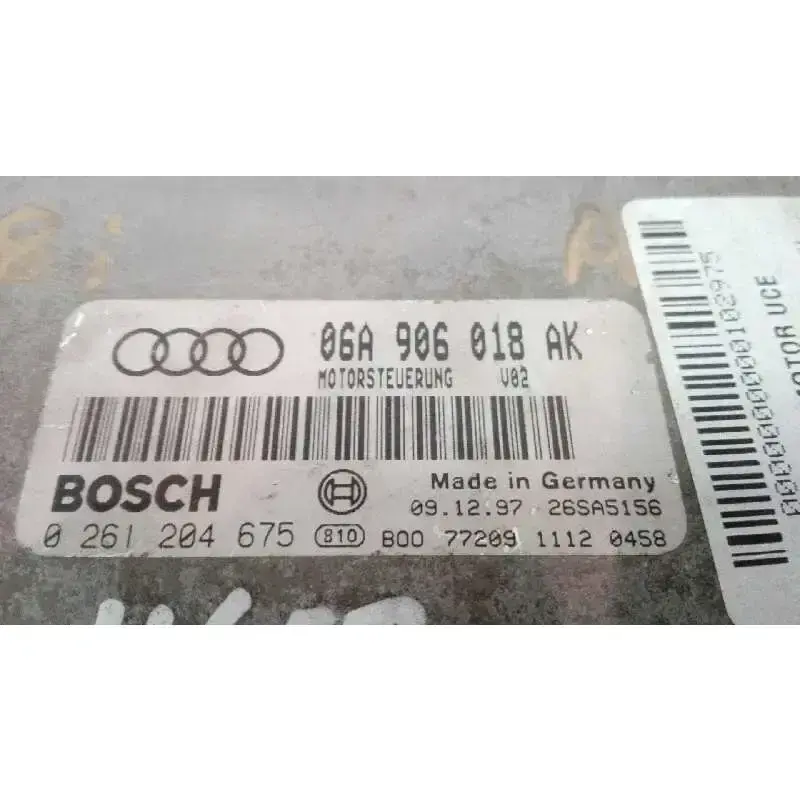 06A 906 018 AK
MOTORSTEUERUNG V02
BOSCH
Made in Germany
09.12.97 26SA5156
0 261 204 675 810 B00 77209 1112 0458
0000000000102975
MOTOR UCE